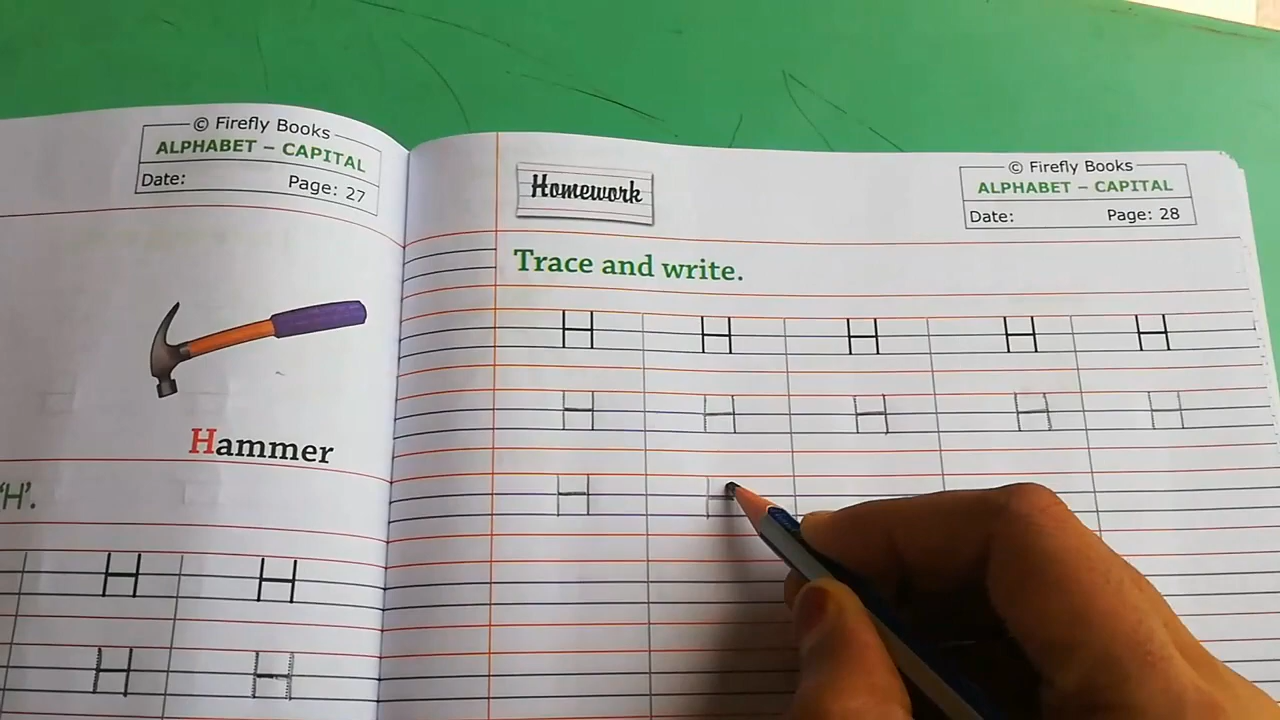 © Firefly Books
ALPHABET – CAPITAL
Date: Page: 27
Hammer
'H'.
H H
H H
Homework
© Firefly Books
ALPHABET – CAPITAL
Date: Page: 28
Trace and write.
H H H H H
H H H H H
H H